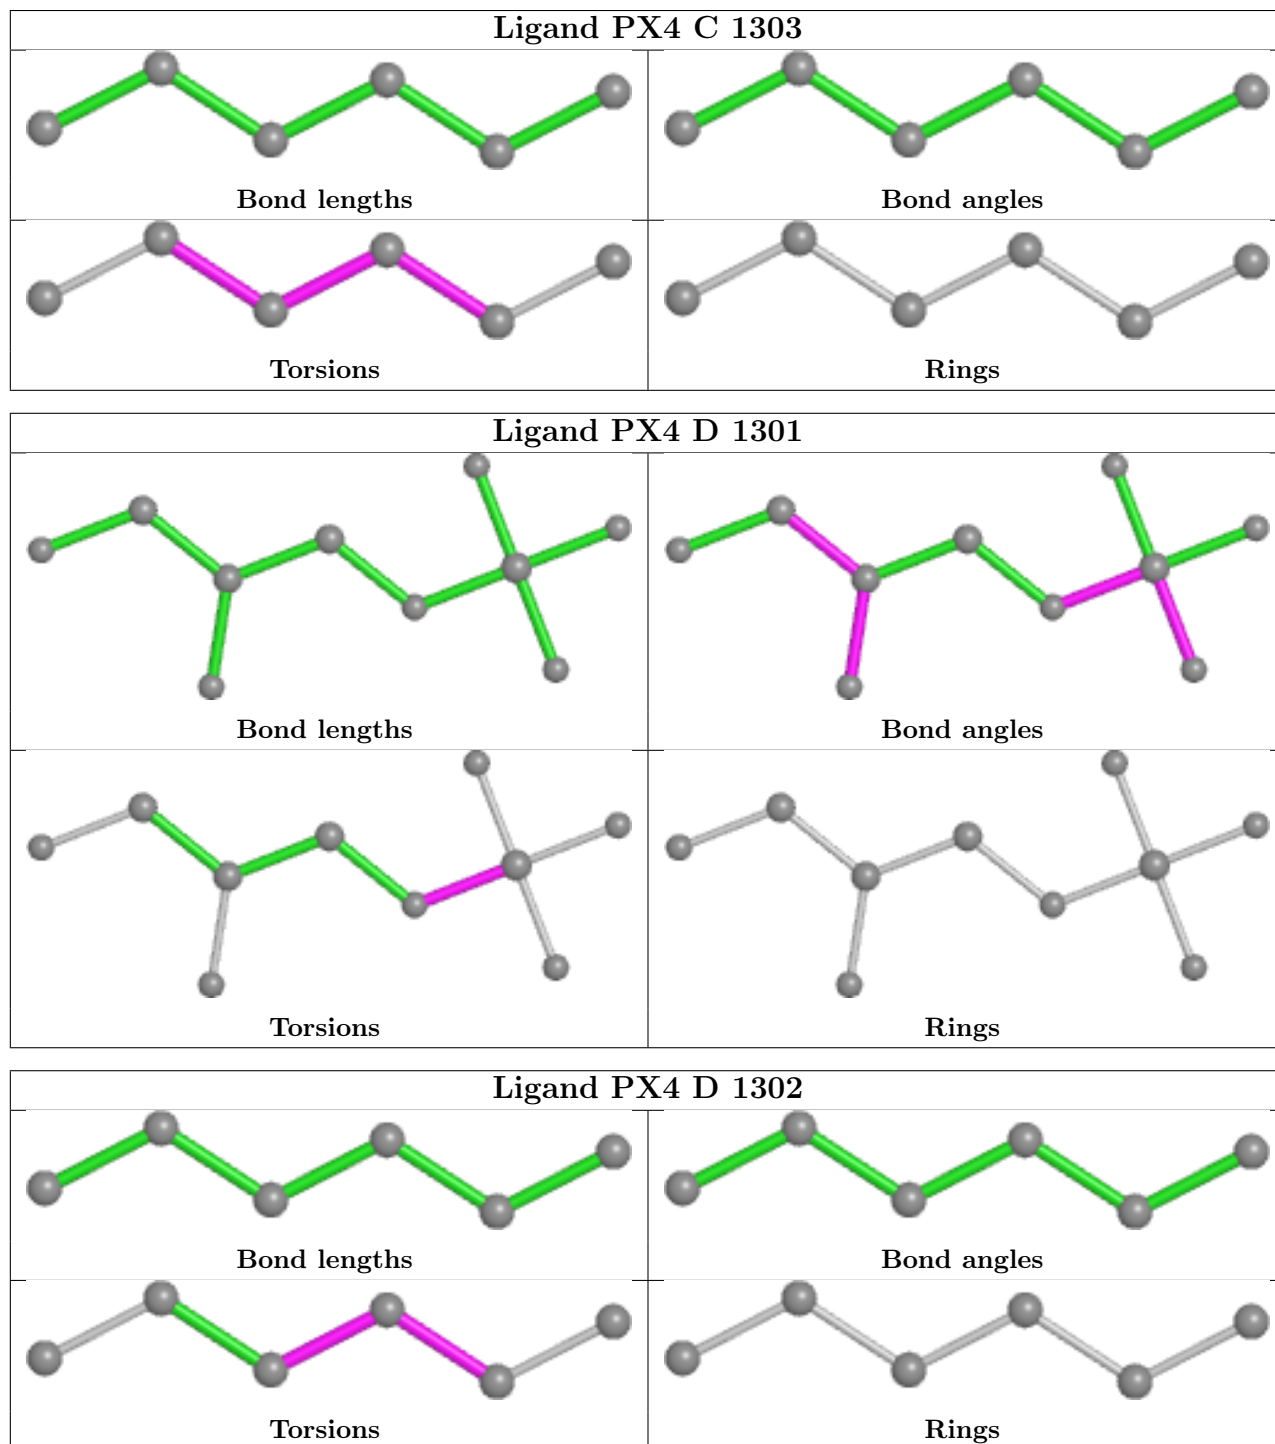 Ligand PX4 C 1303
Bond lengths
Bond angles
Torsions
Rings
Ligand PX4 D 1301
Bond lengths
Bond angles
Torsions
Rings
Ligand PX4 D 1302
Bond lengths
Bond angles
Torsions
Rings